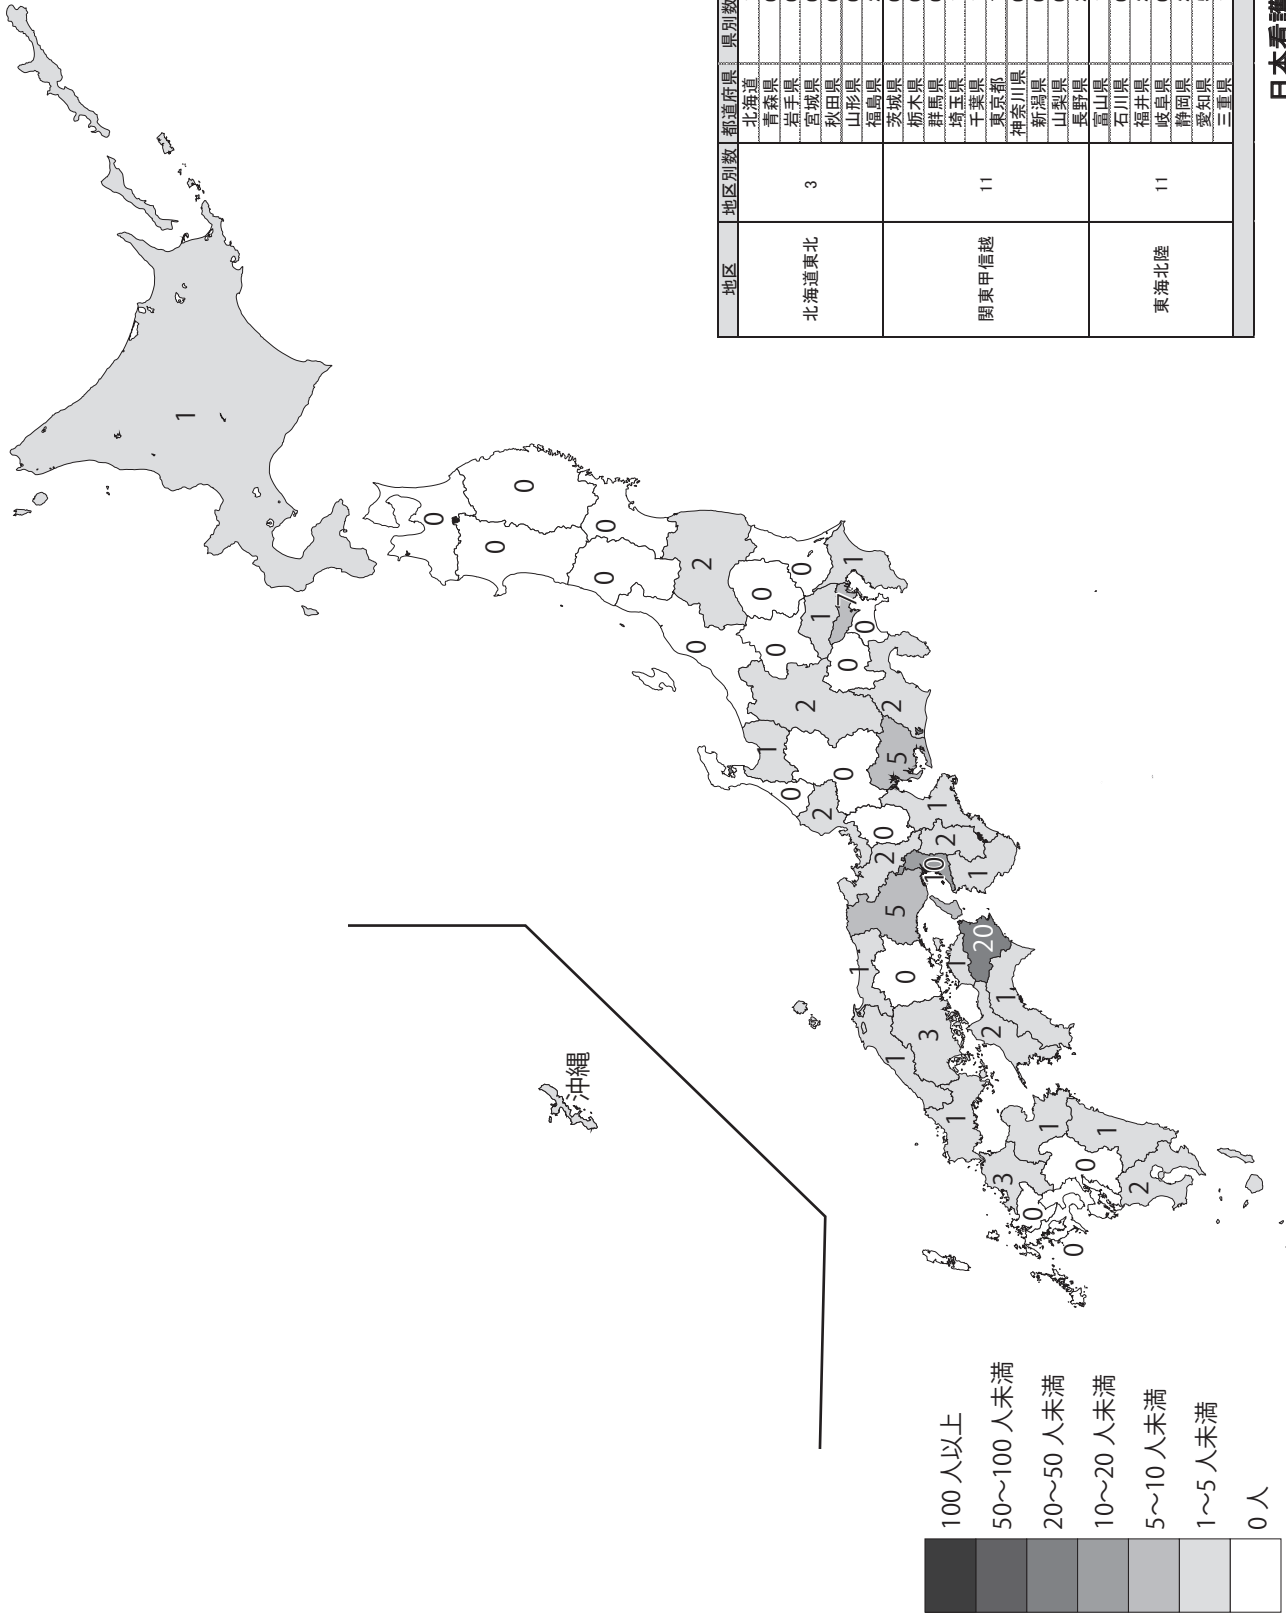 100 人以上
50〜100 人未満
20〜50 人未満
10〜20 人未満
5〜10 人未満
1〜5 人未満
0 人
沖縄
1
0
0
0
0
0
2
0
0
0
0
1
7
1
0
0
2
2
1
0
2
0
5
0
1
2
2
10
1
5
1
0
1
3
1
20
1
1
2
3
0
0
1
0
1
2
地区 地区別数 都道府県 県別数
北海道東北 3
北海道
青森県
岩手県
宮城県
秋田県
山形県
福島県
関東甲信越 11
茨城県
栃木県
群馬県
埼玉県
千葉県
東京都
神奈川県
新潟県
山梨県
長野県
東海北陸 11
富山県
石川県
福井県
岐阜県
静岡県
愛知県
三重県
日本看護